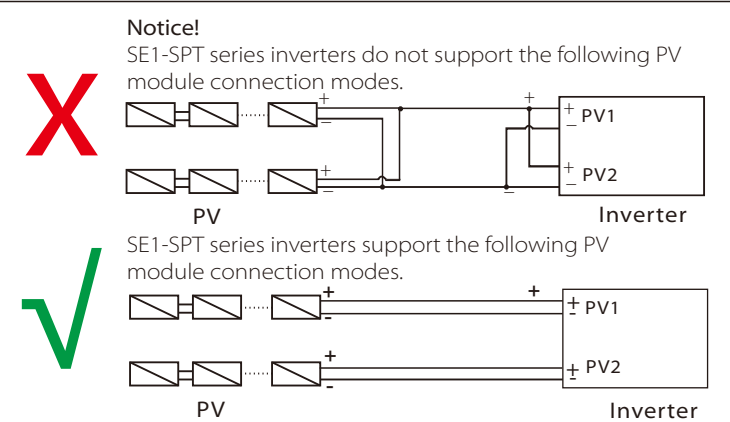 Notice!
SE1-SPT series inverters do not support the following PV
module connection modes.
X
+
+
+ PV1
−
−
+
+
− PV2
−
−
PV
Inverter
SE1-SPT series inverters support the following PV
module connection modes.
√
+
+
+ PV1
-
-
+
+ PV2
-
-
PV
Inverter